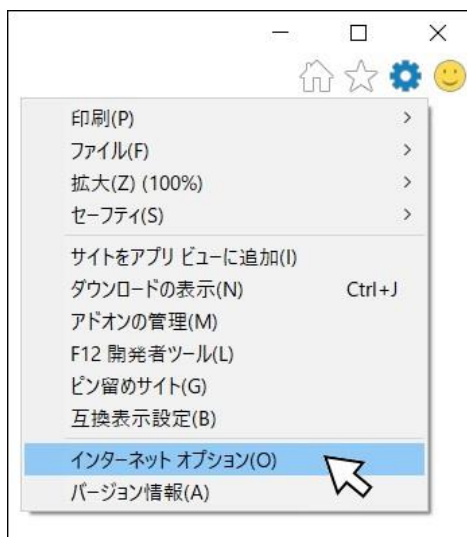 印刷(P)
ファイル(F)
拡大(Z) (100%)
セーフティ(S)
サイトをアプリ ビューに追加(I)
ダウンロードの表示(N) Ctrl+J
アドオンの管理(M)
F12 開発者ツール(L)
ピン留めサイト(G)
互換表示設定(B)
インターネット オプション(O)
バージョン情報(A)